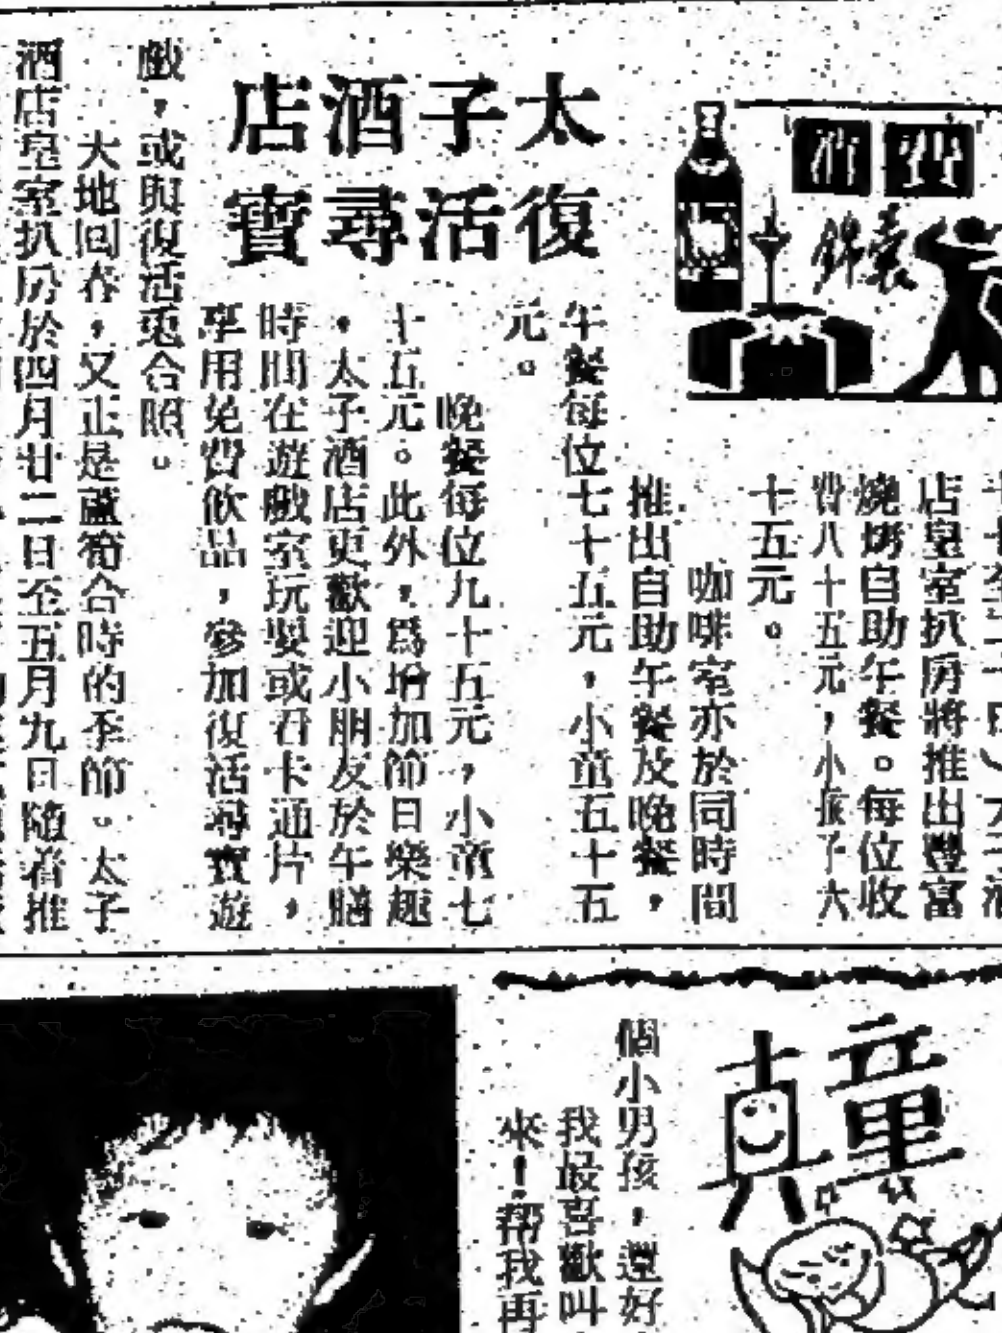 消費
錦囊
太子酒店
復活尋寶
店皇室扒房將推出豐富
燒烤自助午餐。每位收
費八十五元，小孩子六
十五元。
咖啡室亦於同時間
推出自助午餐及晚餐，
午餐每位七十五元，小童五十五
元。
晚餐每位九十五元，小童七
十五元。此外，爲增加節日樂趣
，太子酒店更歡迎小朋友於午膳
時間在遊戲室玩耍或看卡通片，
享用免費飲品，參加復活尋寶遊
戲，或與復活兎合照。
大地回春，又正是蘆筍合時的季節。太子
酒店皇室扒房於四月廿二日至五月九日隨着推
童真
個小男孩，還好
我最喜歡叫
來！幫我再